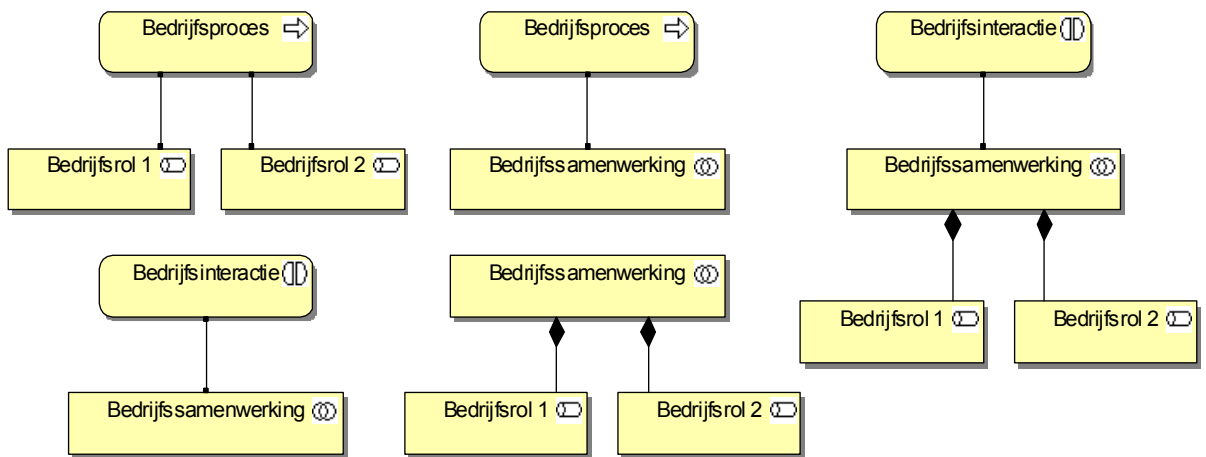 Bedrijfsproces
Bedrijfsproces
Bedrijfsinteractie
Bedrijfsrol 1
Bedrijfsrol 2
Bedrijfssamenwerking
Bedrijfssamenwerking
Bedrijfsinteractie
Bedrijfssamenwerking
Bedrijfsrol 1
Bedrijfsrol 2
Bedrijfssamenwerking
Bedrijfsrol 1
Bedrijfsrol 2